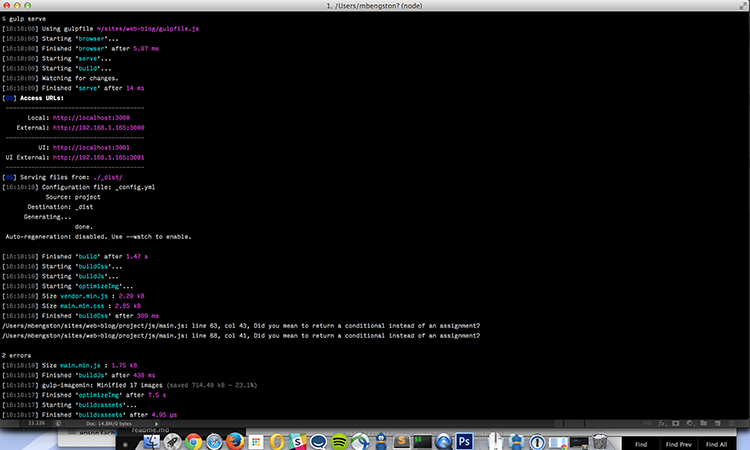 1. /Users/mbengston? (node)
$ gulp serve
[16:10:08] Using gulpfile ~/sites/web-blog/gulpfile.js
[16:10:08] Starting 'browser'...
[16:10:08] Finished 'browser' after 5.97 ms
[16:10:08] Starting 'serve'...
[16:10:08] Starting 'build'...
[16:10:09] Watching for changes.
[16:10:09] Finished 'serve' after 14 ms
[BS] Access URLs:
--------------------------------------
Local: http://localhost:3000
External: http://192.168.1.165:3000
--------------------------------------
UI: http://localhost:3001
UI External: http://192.168.1.165:3001
--------------------------------------
[BS] Serving files from: ./_dist/
[16:10:10] Configuration file: _config.yml
Source: project
Destination: _dist
Generating...
done.
Auto-regeneration: disabled. Use --watch to enable.
[16:10:10] Finished 'build' after 1.47 s
[16:10:10] Starting 'buildCss'...
[16:10:10] Starting 'buildJs'...
[16:10:10] Starting 'optimizeImg'...
[16:10:10] Size vendor.min.js : 2.20 kB
[16:10:10] Size main.min.css : 2.85 kB
[16:10:10] Finished 'buildCss' after 309 ms
/Users/mbengston/sites/web-blog/project/js/main.js: line 63, col 43, Did you mean to return a conditional instead of an assignment?
/Users/mbengston/sites/web-blog/project/js/main.js: line 68, col 41, Did you mean to return a conditional instead of an assignment?
2 errors
[16:10:10] Size main.min.js : 1.75 kB
[16:10:10] Finished 'buildJs' after 430 ms
[16:10:17] gulp-imagemin: Minified 17 images (saved 714.49 kB - 23.1%)
[16:10:17] Finished 'optimizeImg' after 7.5 s
[16:10:17] Starting 'build:assets'...
[16:10:17] Finished 'build:assets' after 4.95 μs
33.33% Doc: 14.8M/0 bytes
readme.md
Find Find Prev Find All